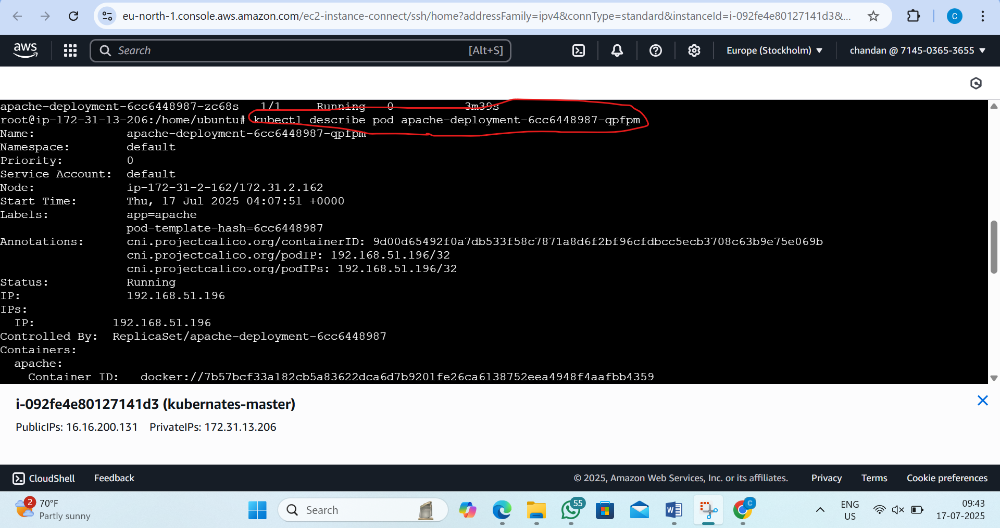 eu-north-1.console.aws.amazon.com/ec2-instance-connect/ssh/home?addressFamily=ipv4&connType=standard&instanceId=i-092fe4e80127141d3&...
C
aws
Search
[Alt+S]
Europe (Stockholm)
chandan @ 7145-0365-3655
apache-deployment-6cc6448987-zc68s 1/1 Running 0 3m39s
root@ip-172-31-13-206:/home/ubuntu# kubectl describe pod apache-deployment-6cc6448987-qpfpm
Name: apache-deployment-6cc6448987-qpfpm
Namespace: default
Priority: 0
Service Account: default
Node: ip-172-31-2-162/172.31.2.162
Start Time: Thu, 17 Jul 2025 04:07:51 +0000
Labels: app=apache
pod-template-hash=6cc6448987
Annotations: cni.projectcalico.org/containerID: 9d00d65492f0a7db533f58c7871a8d6f2bf96cfdbcc5ecb3708c63b9e75e069b
cni.projectcalico.org/podIP: 192.168.51.196/32
cni.projectcalico.org/podIPs: 192.168.51.196/32
Status: Running
IP: 192.168.51.196
IPs:
IP: 192.168.51.196
Controlled By: ReplicaSet/apache-deployment-6cc6448987
Containers:
apache:
Container ID: docker://7b57bcf33a182cb5a83622dca6d7b9201fe26ca6138752eea4948f4aafbb4359
i-092fe4e80127141d3 (kubernates-master)
PublicIPs: 16.16.200.131 PrivateIPs: 172.31.13.206
CloudShell
Feedback
© 2025, Amazon Web Services, Inc. or its affiliates.
Privacy
Terms
Cookie preferences
2
70°F
Partly sunny
Search
55
W
C
ENG
US
09:43
17-07-2025